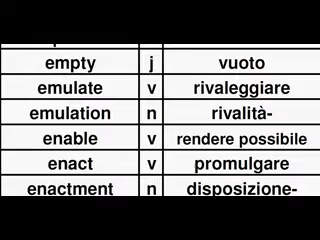 empty j vuoto
emulate v rivaleggiare
emulation n rivalità-
enable v rendere possibile
enact v promulgare
enactment n disposizione-